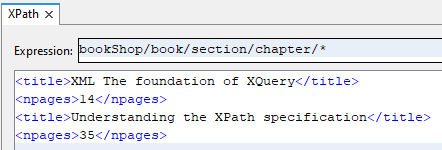 XPath ×
Expression: bookShop/book/section/chapter/*
<title>XML The foundation of XQuery</title>
<npages>14</npages>
<title>Understanding the XPath specification</title>
<npages>35</npages>